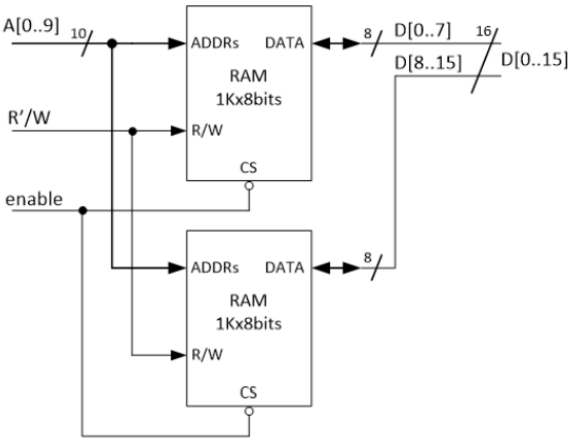 A[0..9] 10
ADDRs DATA 8 D[0..7] 16
RAM D[8..15] D[0..15]
1Kx8bits
R'/W R/W
CS
enable
ADDRs DATA 8
RAM
1Kx8bits
R/W
CS